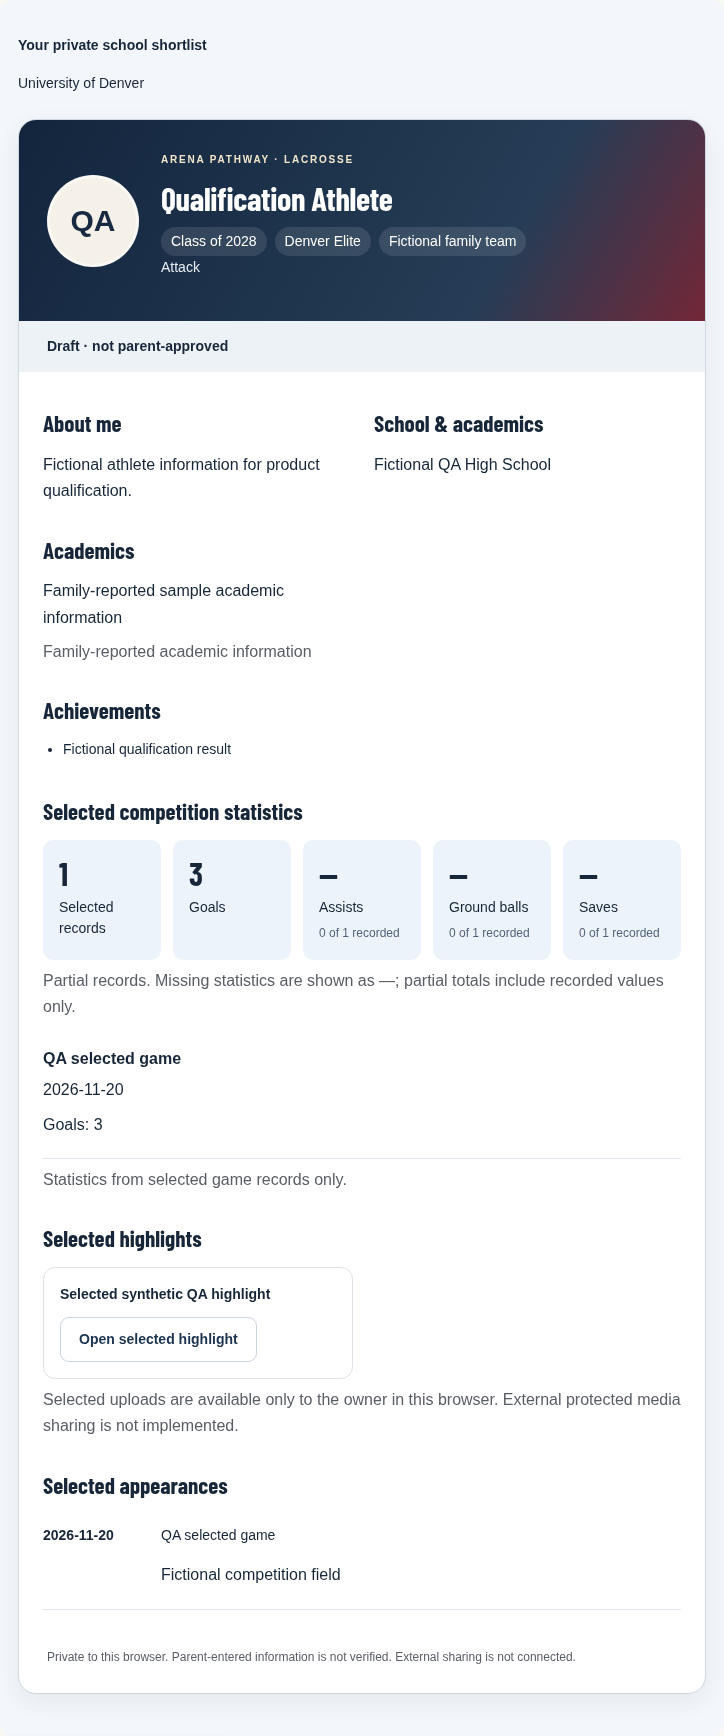 Your private school shortlist
University of Denver
ARENA PATHWAY · LACROSSE
QA
Qualification Athlete
Class of 2028
Denver Elite
Fictional family team
Attack
Draft · not parent-approved
About me
Fictional athlete information for product
qualification.
School & academics
Fictional QA High School
Academics
Family-reported sample academic
information
Family-reported academic information
Achievements
• Fictional qualification result
Selected competition statistics
1
Selected
records
3
Goals
—
Assists
0 of 1 recorded
—
Ground balls
0 of 1 recorded
—
Saves
0 of 1 recorded
Partial records. Missing statistics are shown as —; partial totals include recorded values
only.
QA selected game
2026-11-20
Goals: 3
Statistics from selected game records only.
Selected highlights
Selected synthetic QA highlight
Open selected highlight
Selected uploads are available only to the owner in this browser. External protected media
sharing is not implemented.
Selected appearances
2026-11-20 QA selected game
Fictional competition field
Private to this browser. Parent-entered information is not verified. External sharing is not connected.